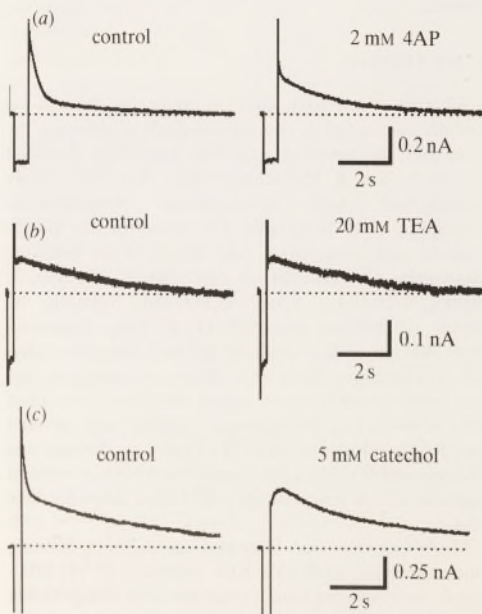 (a)
control
2 mM 4AP
0.2 nA
2 s
(b)
control
20 mM TEA
0.1 nA
2 s
(c)
control
5 mM catechol
0.25 nA
2 s